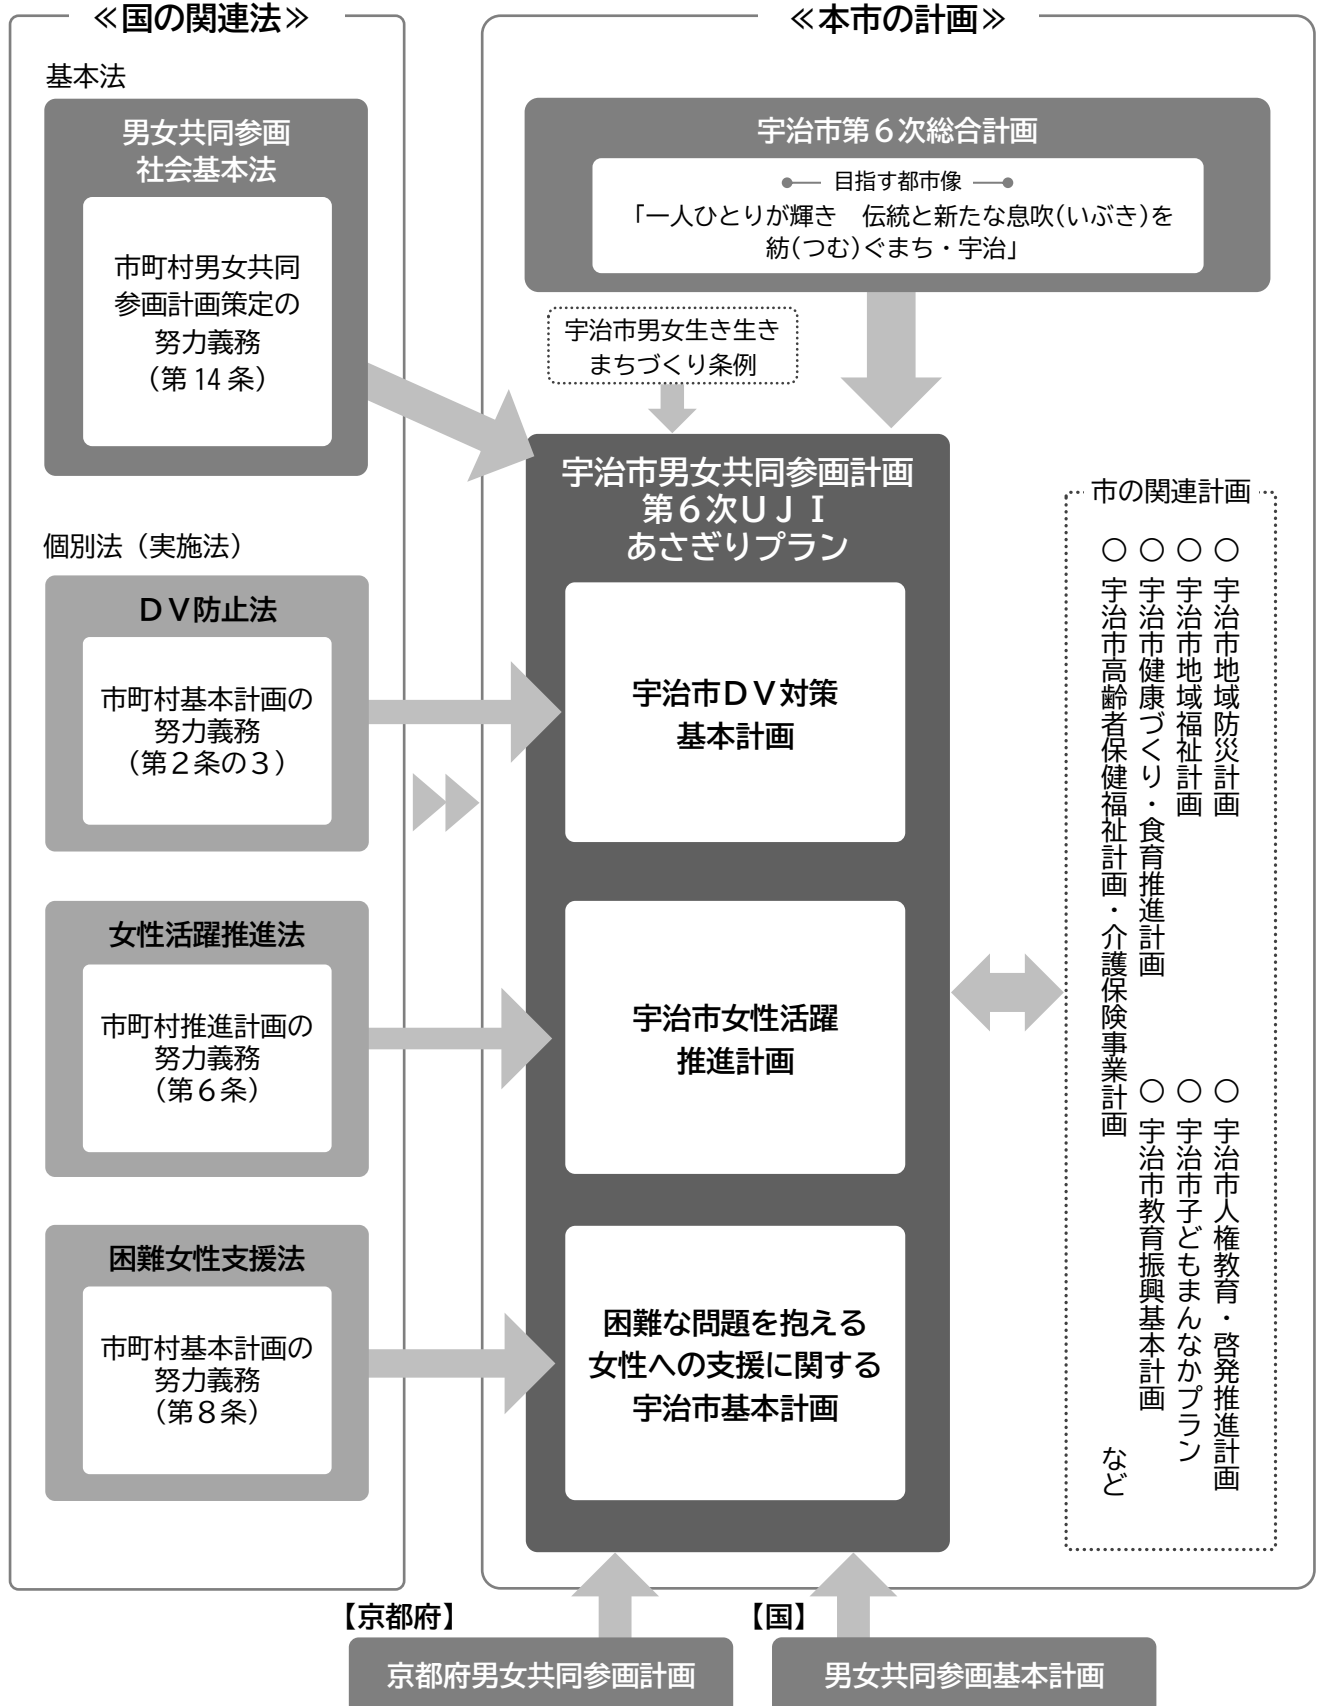 ≪国の関連法≫
基本法
男女共同参画
社会基本法
市町村男女共同
参画計画策定の
努力義務
（第14条）
個別法（実施法）
ＤＶ防止法
市町村基本計画の
努力義務
（第２条の３）
女性活躍推進法
市町村推進計画の
努力義務
（第６条）
困難女性支援法
市町村基本計画の
努力義務
（第８条）
≪本市の計画≫
宇治市第６次総合計画
目指す都市像
「一人ひとりが輝き　伝統と新たな息吹(いぶき)を
紡(つむ)ぐまち・宇治」
宇治市男女生き生き
まちづくり条例
宇治市男女共同参画計画
第６次ＵＪＩ
あさぎりプラン
宇治市ＤＶ対策
基本計画
宇治市女性活躍
推進計画
困難な問題を抱える
女性への支援に関する
宇治市基本計画
市の関連計画
○ 宇治市地域防災計画
○ 宇治市人権教育・啓発推進計画
○ 宇治市地域福祉計画
○ 宇治市子どもまんなかプラン
○ 宇治市健康づくり・食育推進計画
○ 宇治市教育振興基本計画
○ 宇治市高齢者保健福祉計画・介護保険事業計画
など
【京都府】
京都府男女共同参画計画
【国】
男女共同参画基本計画